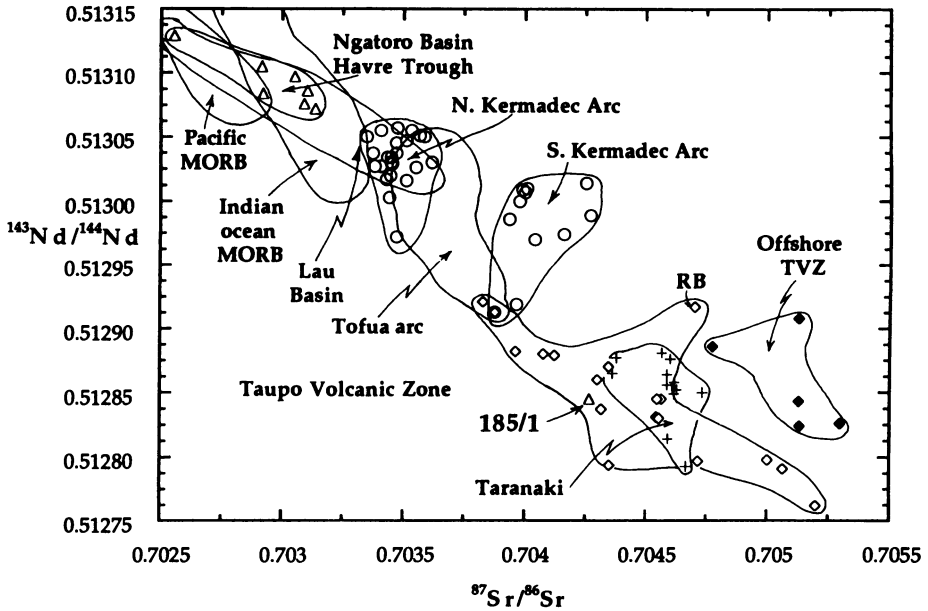 0.51315
0.51310
0.51305
0.51300
¹⁴³Nd/¹⁴⁴Nd
0.51295
0.51290
0.51285
0.51280
0.51275
Ngatoro Basin
Havre Trough
N. Kermadec Arc
Pacific
MORB
S. Kermadec Arc
Indian
ocean
MORB
Lau
Basin
Tofua arc
Offshore
TVZ
RB
Taupo Volcanic Zone
185/1
Taranaki
0.7025
0.703
0.7035
0.704
0.7045
0.705
0.7055
⁸⁷Sr/⁸⁶Sr